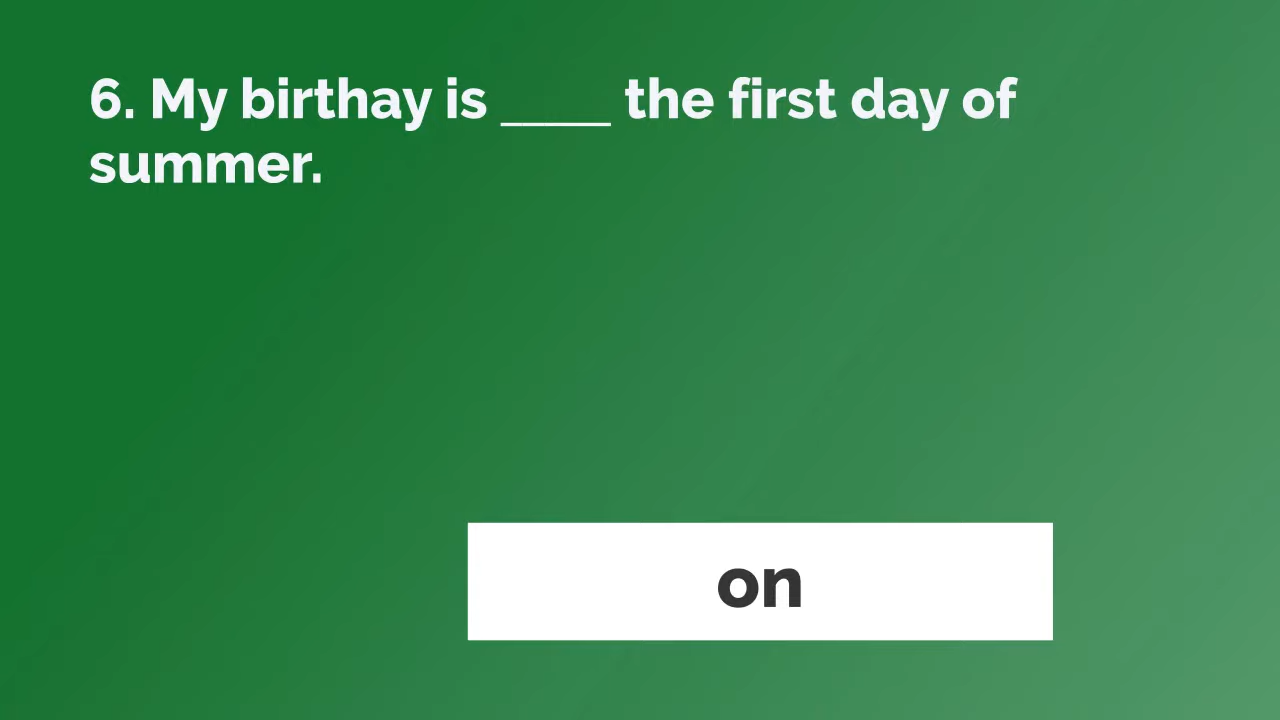 6. My birthay is ____ the first day of
summer.
on